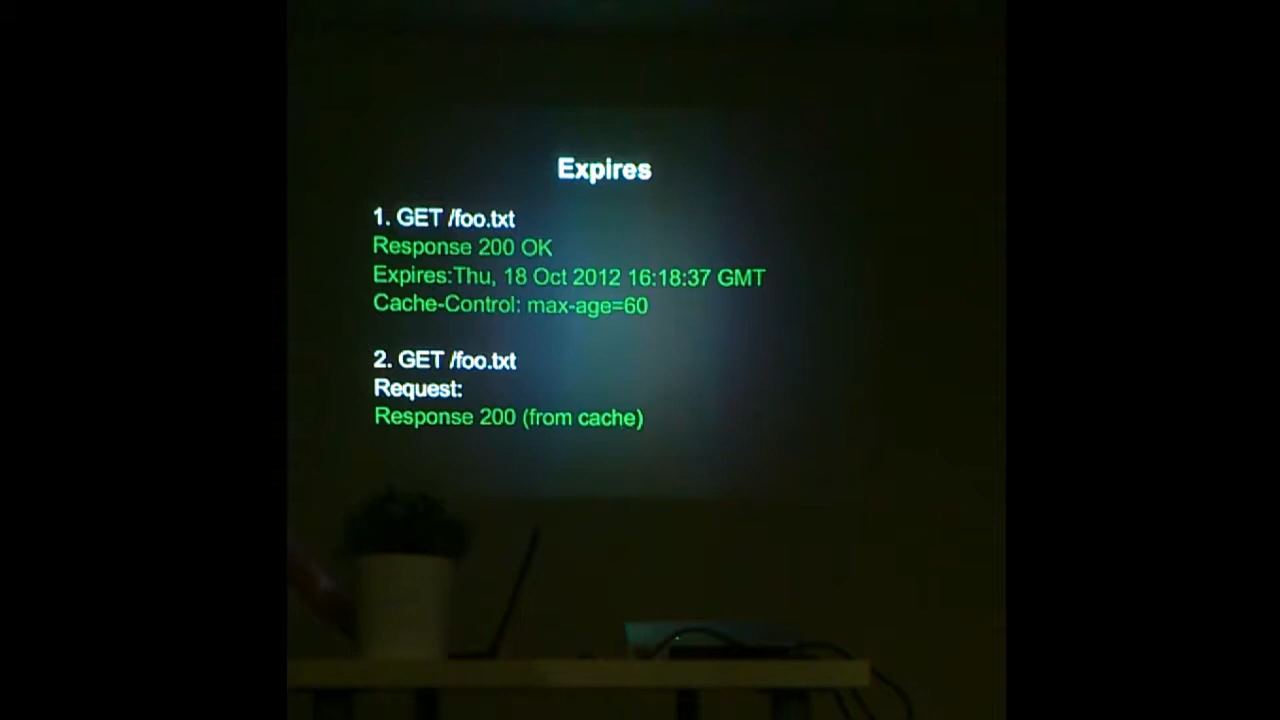 Expires
1. GET /foo.txt
Response 200 OK
Expires:Thu, 18 Oct 2012 16:18:37 GMT
Cache-Control: max-age=60
2. GET /foo.txt
Request:
Response 200 (from cache)